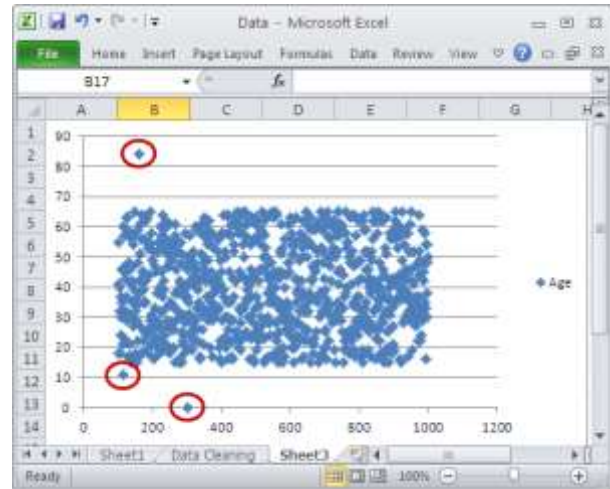 Data - Microsoft Excel
File Home Insert Page Layout Formulas Data Review View
B17 fx
A B C D E F G H
1 90
2 80
3
4 70
5 60
6 50
7
8 40
Age
9 30
10
11 20
12 10
13 0
14 0 200 400 600 800 1000 1200
Sheet1 Data Cleaning Sheet3
Ready 100%